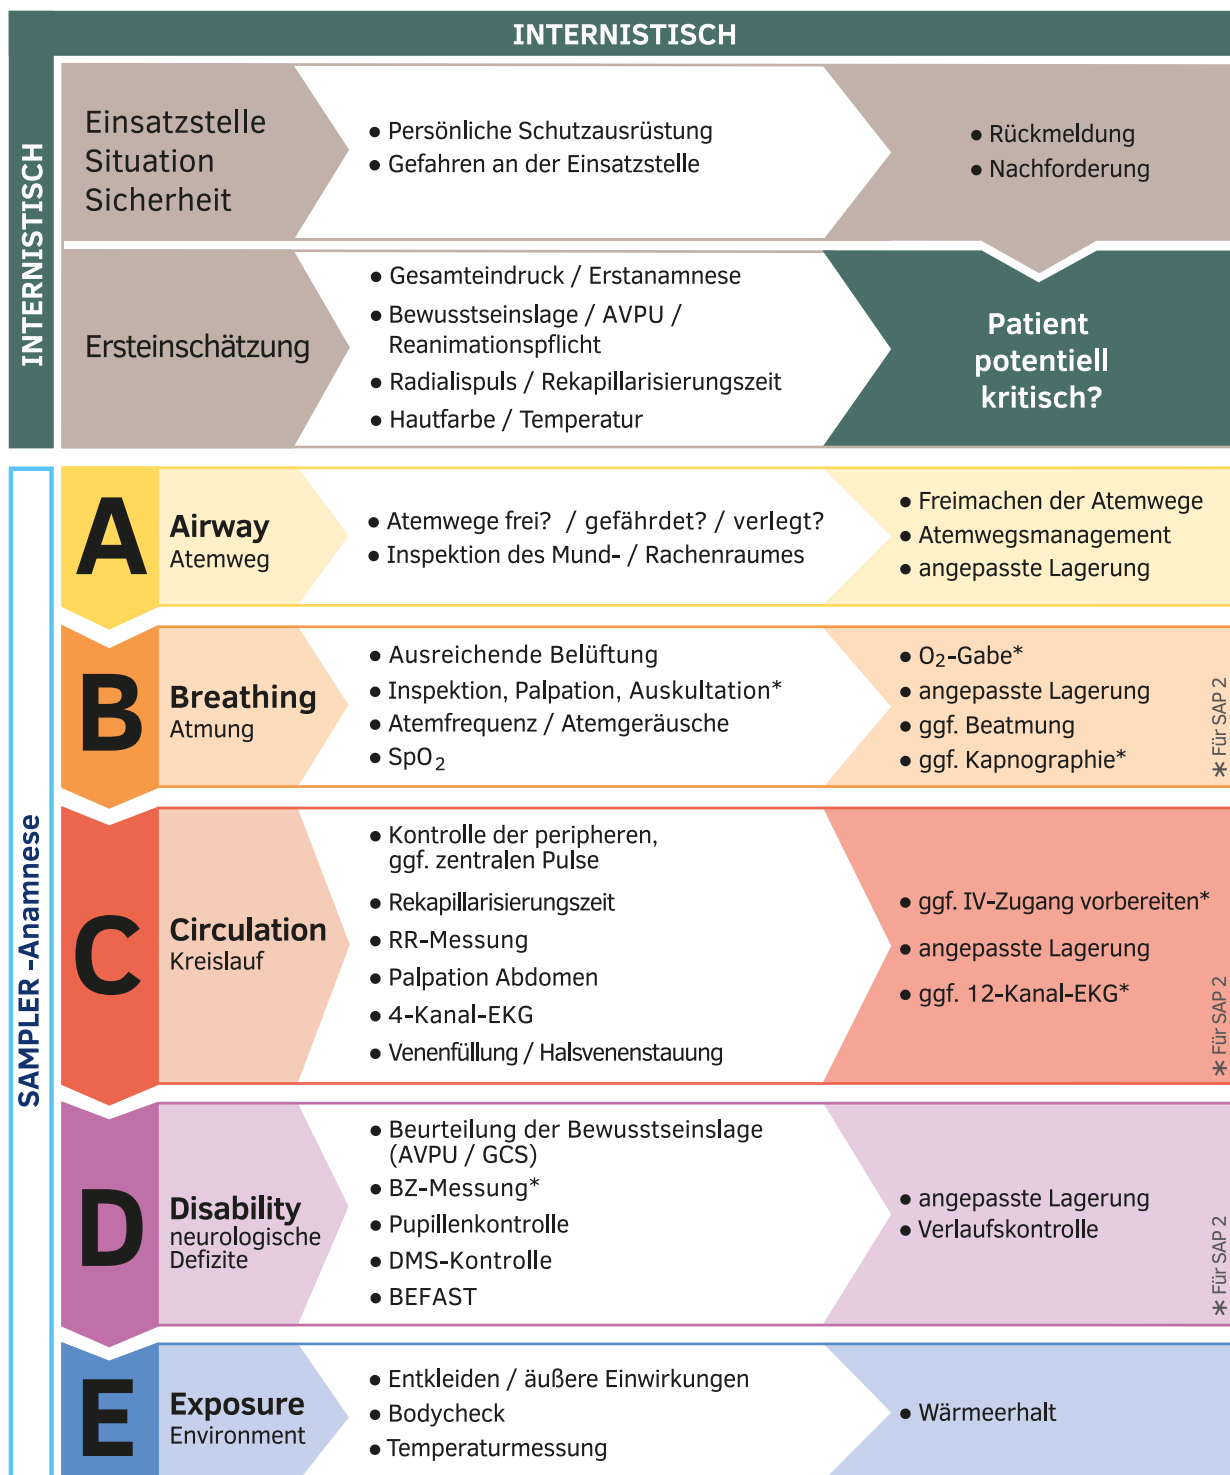 INTERNISTISCH
INTERNISTISCH
Einsatzstelle
Situation
Sicherheit
● Persönliche Schutzausrüstung
● Gefahren an der Einsatzstelle
● Rückmeldung
● Nachforderung
Ersteinschätzung
● Gesamteindruck / Erstanamnese
● Bewusstseinslage / AVPU /
Reanimationspflicht
● Radialispuls / Rekapillarisierungszeit
● Hautfarbe / Temperatur
Patient
potentiell
kritisch?
SAMPLER -Anamnese
A
Airway
Atemweg
● Atemwege frei? / gefährdet? / verlegt?
● Inspektion des Mund- / Rachenraumes
● Freimachen der Atemwege
● Atemwegsmanagement
● angepasste Lagerung
B
Breathing
Atmung
● Ausreichende Belüftung
● Inspektion, Palpation, Auskultation*
● Atemfrequenz / Atemgeräusche
● SpO2
● O2-Gabe*
● angepasste Lagerung
● ggf. Beatmung
● ggf. Kapnographie*
* Für SAP 2
C
Circulation
Kreislauf
● Kontrolle der peripheren,
ggf. zentralen Pulse
● Rekapillarisierungszeit
● RR-Messung
● Palpation Abdomen
● 4-Kanal-EKG
● Venenfüllung / Halsvenenstauung
● ggf. IV-Zugang vorbereiten*
● angepasste Lagerung
● ggf. 12-Kanal-EKG*
* Für SAP 2
D
Disability
neurologische
Defizite
● Beurteilung der Bewusstseinslage
(AVPU / GCS)
● BZ-Messung*
● Pupillenkontrolle
● DMS-Kontrolle
● BEFAST
● angepasste Lagerung
● Verlaufskontrolle
* Für SAP 2
E
Exposure
Environment
● Entkleiden / äußere Einwirkungen
● Bodycheck
● Temperaturmessung
● Wärmeerhalt